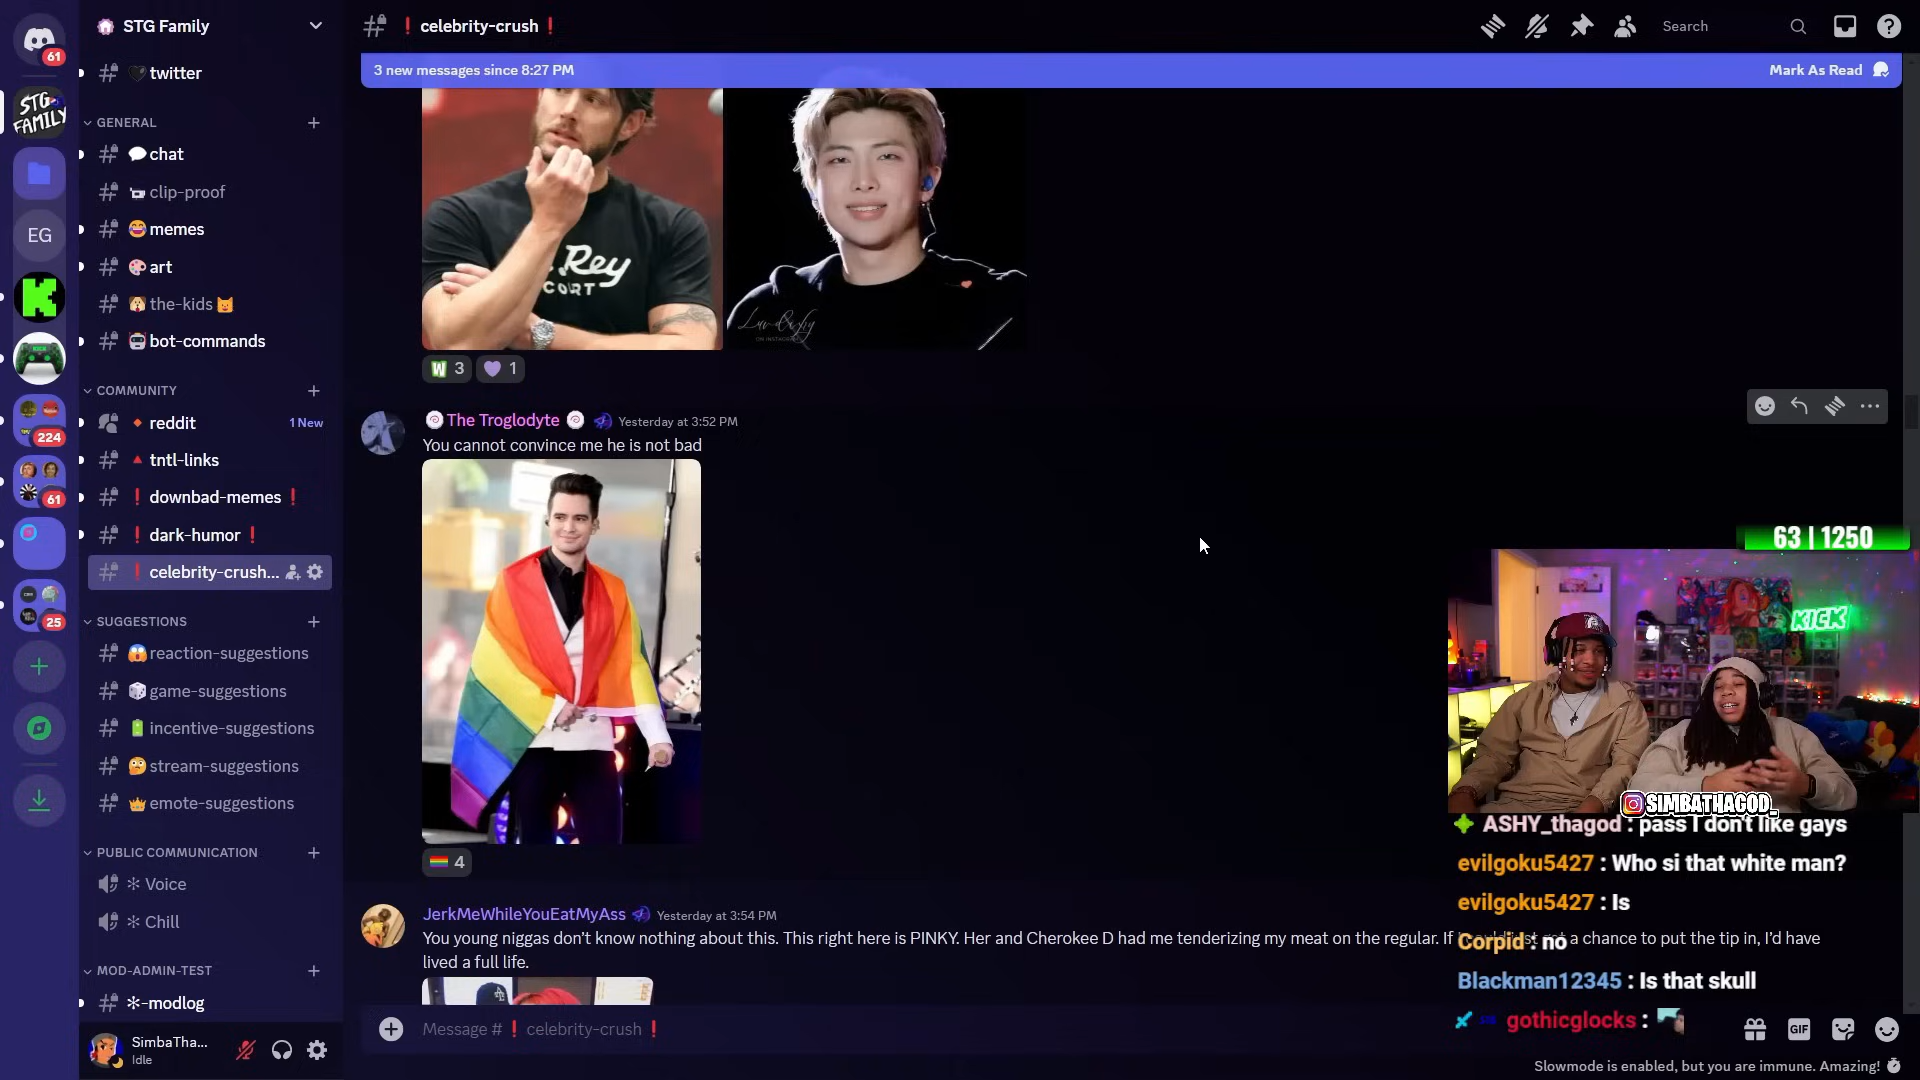 61
STG FAMILY
EG
224
61
25
STG Family
twitter
GENERAL
chat
clip-proof
memes
art
the-kids
bot-commands
COMMUNITY
reddit
1 New
tntl-links
❗downbad-memes❗
❗dark-humor❗
❗celebrity-crush...
SUGGESTIONS
reaction-suggestions
game-suggestions
incentive-suggestions
stream-suggestions
emote-suggestions
PUBLIC COMMUNICATION
✻ Voice
✻ Chill
MOD-ADMIN-TEST
✻-modlog
SimbaTha...
Idle
❗celebrity-crush❗
Search
3 new messages since 8:27 PM
Mark As Read
.Rey
COURT
W 3
1
The Troglodyte
Yesterday at 3:52 PM
You cannot convince me he is not bad
4
JerkMeWhileYouEatMyAss
Yesterday at 3:54 PM
You young niggas don't know nothing about this. This right here is PINKY. Her and Cherokee D had me tenderizing my meat on the regular. If a chance to put the tip in, I'd have
lived a full life.
Message #❗celebrity-crush❗
GIF
Slowmode is enabled, but you are immune. Amazing!
63 | 1250
KICK
SIMBATHAGOD_
ASHY_thagod : pass I don't like gays
evilgoku5427 : Who si that white man?
evilgoku5427 : Is
Corpid : no
Blackman12345 : Is that skull
gothicglocks :